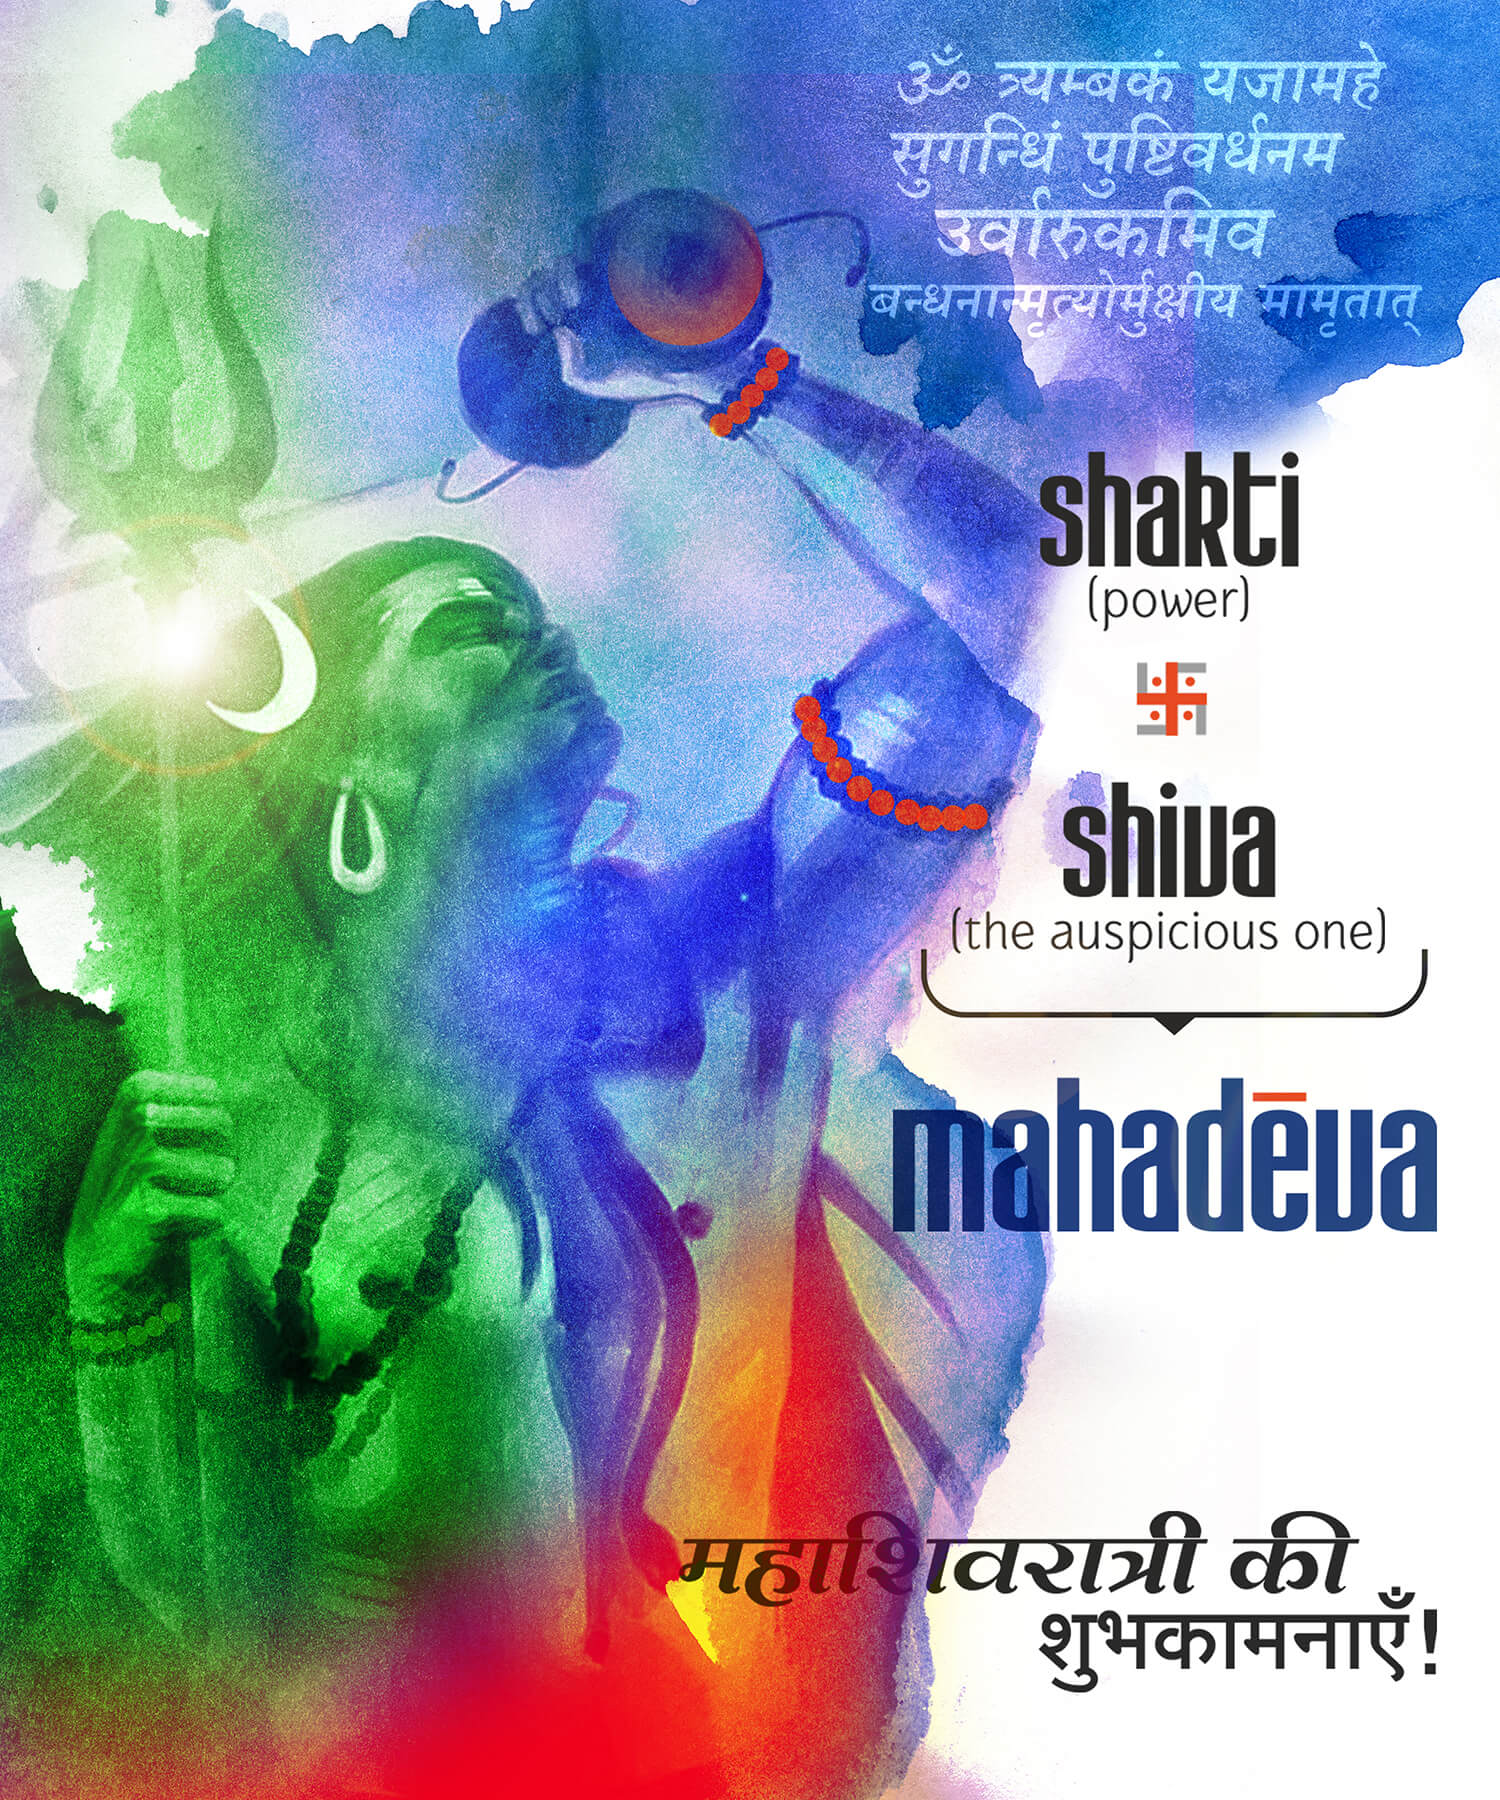 ॐ त्र्यम्बकं यजामहे
सुगन्धिं पुष्टिवर्धनम
उर्वारुकमिव
बन्धनान्मृत्योर्मुक्षीय मामृतात्
shakti
(power)
shiva
(the auspicious one)
mahadēva
महाशिवरात्री की
शुभकामनाएँ!